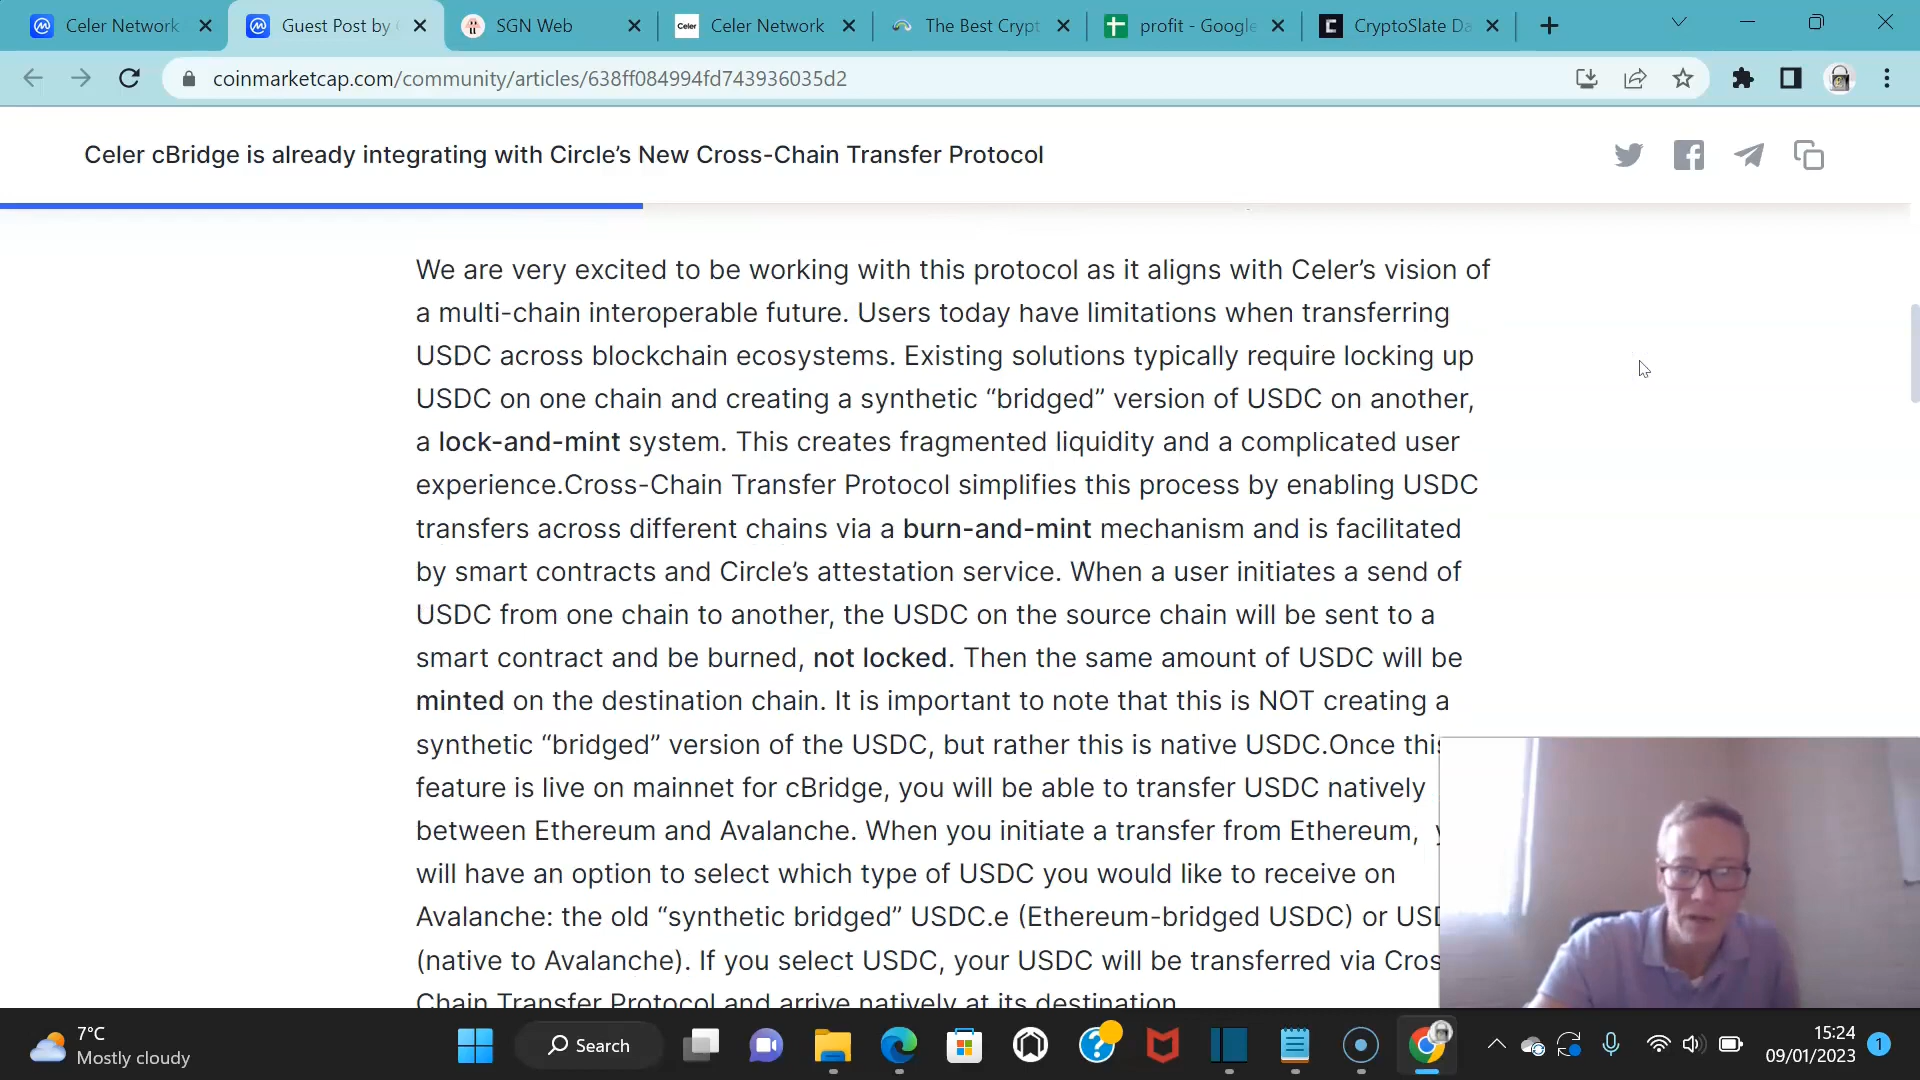 Celer Network
Guest Post by
SGN Web
Celer Network
The Best Crypt
profit - Google
CryptoSlate Da
coinmarketcap.com/community/articles/638ff084994fd743936035d2
Celer cBridge is already integrating with Circle’s New Cross-Chain Transfer Protocol
We are very excited to be working with this protocol as it aligns with Celer’s vision of
a multi-chain interoperable future. Users today have limitations when transferring
USDC across blockchain ecosystems. Existing solutions typically require locking up
USDC on one chain and creating a synthetic “bridged” version of USDC on another,
a lock-and-mint system. This creates fragmented liquidity and a complicated user
experience.Cross-Chain Transfer Protocol simplifies this process by enabling USDC
transfers across different chains via a burn-and-mint mechanism and is facilitated
by smart contracts and Circle’s attestation service. When a user initiates a send of
USDC from one chain to another, the USDC on the source chain will be sent to a
smart contract and be burned, not locked. Then the same amount of USDC will be
minted on the destination chain. It is important to note that this is NOT creating a
synthetic “bridged” version of the USDC, but rather this is native USDC.Once this
feature is live on mainnet for cBridge, you will be able to transfer USDC natively
between Ethereum and Avalanche. When you initiate a transfer from Ethereum,
will have an option to select which type of USDC you would like to receive on
Avalanche: the old “synthetic bridged” USDC.e (Ethereum-bridged USDC) or USD
(native to Avalanche). If you select USDC, your USDC will be transferred via Cros
Chain Transfer Protocol and arrive natively at its destination.
7°C
Mostly cloudy
Search
15:24
09/01/2023
1